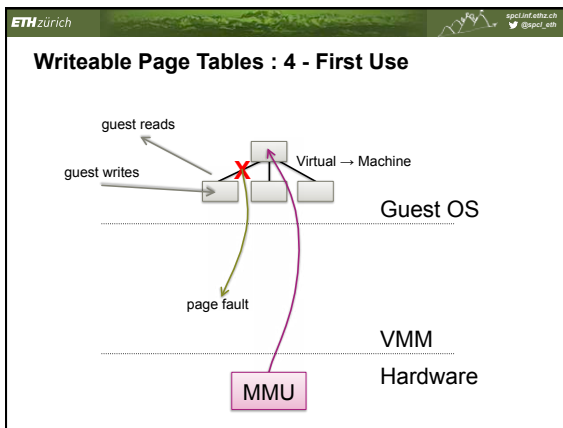 ETH zürich
spcl.inf.ethz.ch
@spcl_eth
Writeable Page Tables : 4 - First Use
guest reads
X
Virtual → Machine
guest writes
Guest OS
page fault
VMM
Hardware
MMU